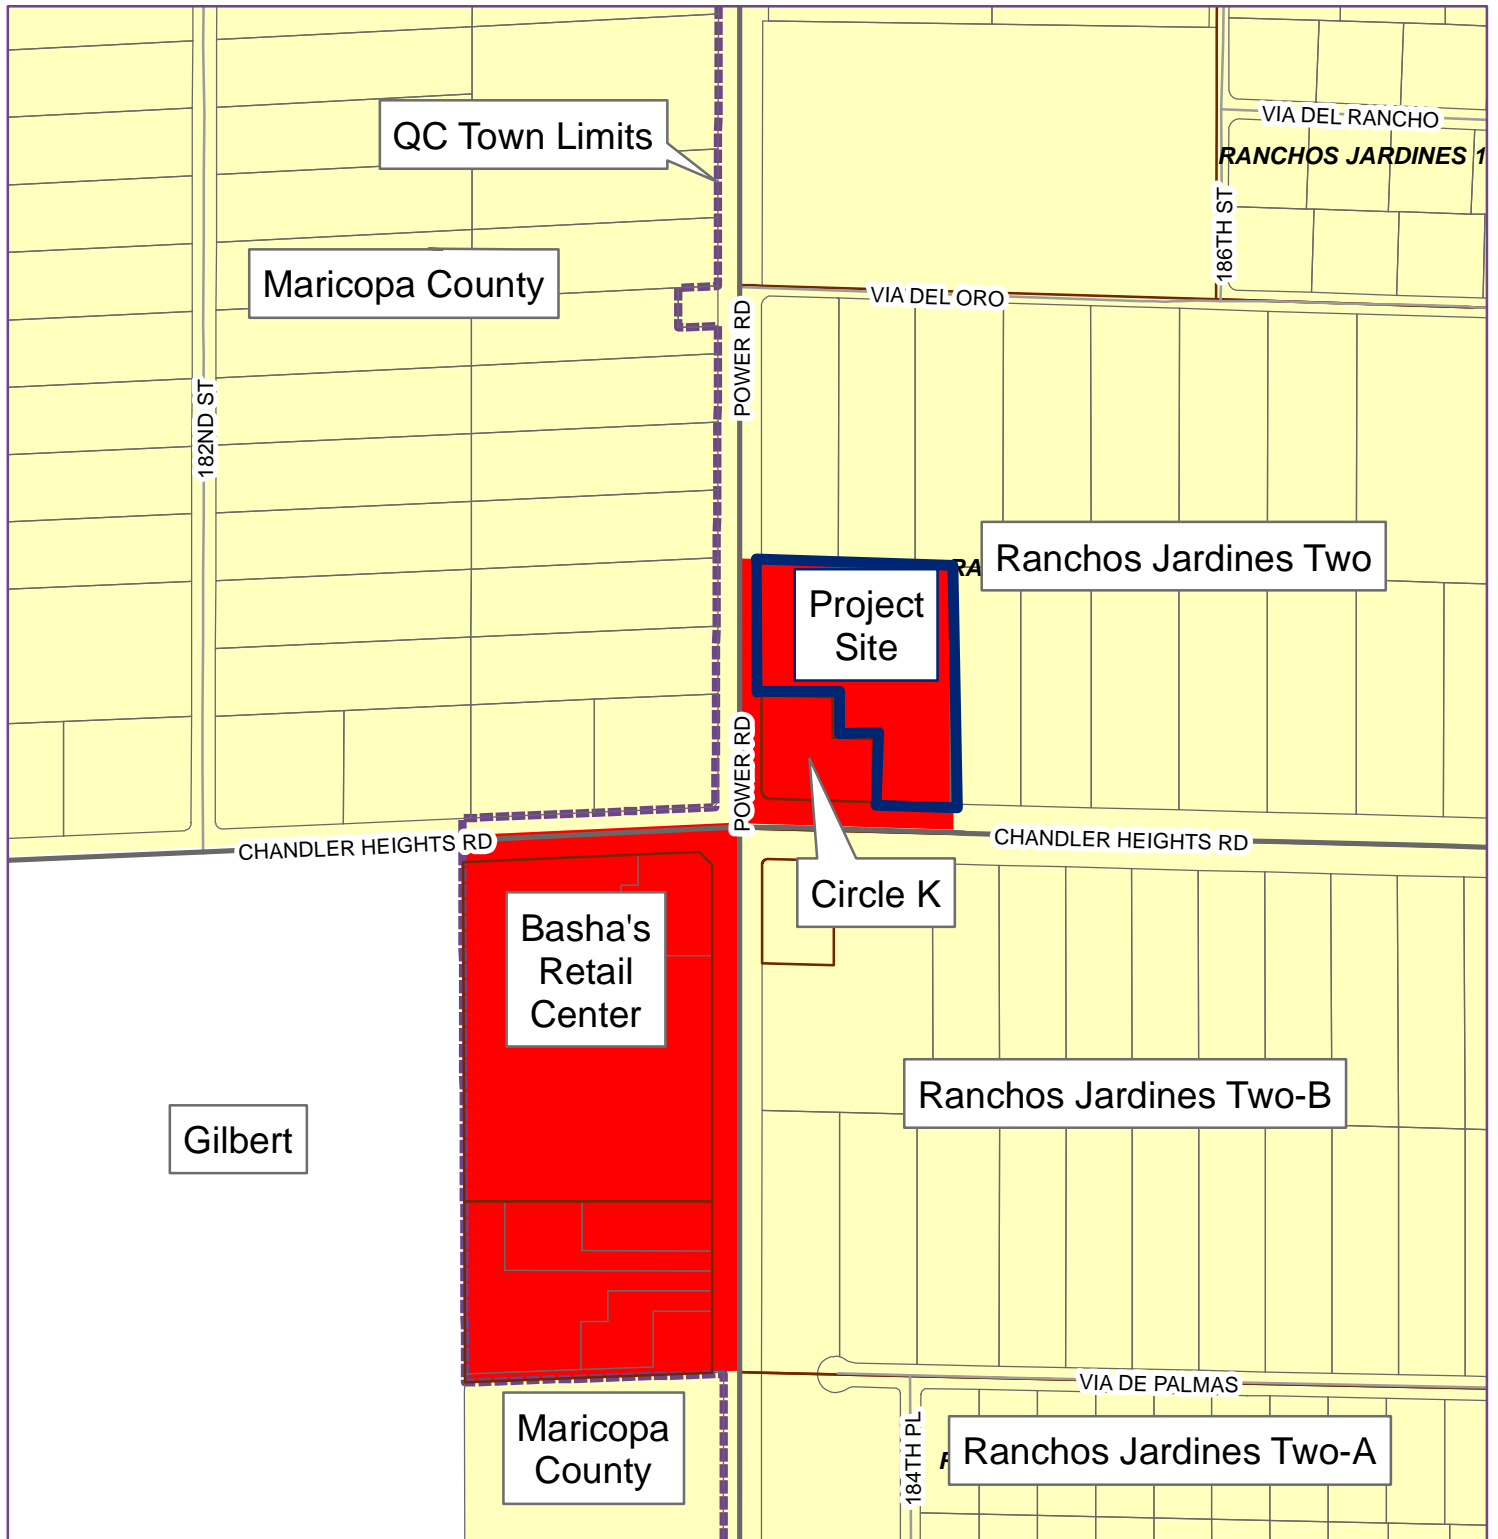 VIA DEL RANCHO
QC Town Limits
RANCHOS JARDINES 1
186TH ST
Maricopa County
VIA DEL ORO
POWER RD
182ND ST
Ranchos Jardines Two
RA
Project
Site
POWER RD
CHANDLER HEIGHTS RD
CHANDLER HEIGHTS RD
Circle K
Basha's
Retail
Center
Ranchos Jardines Two-B
Gilbert
VIA DE PALMAS
Maricopa
County
184TH PL
Ranchos Jardines Two-A